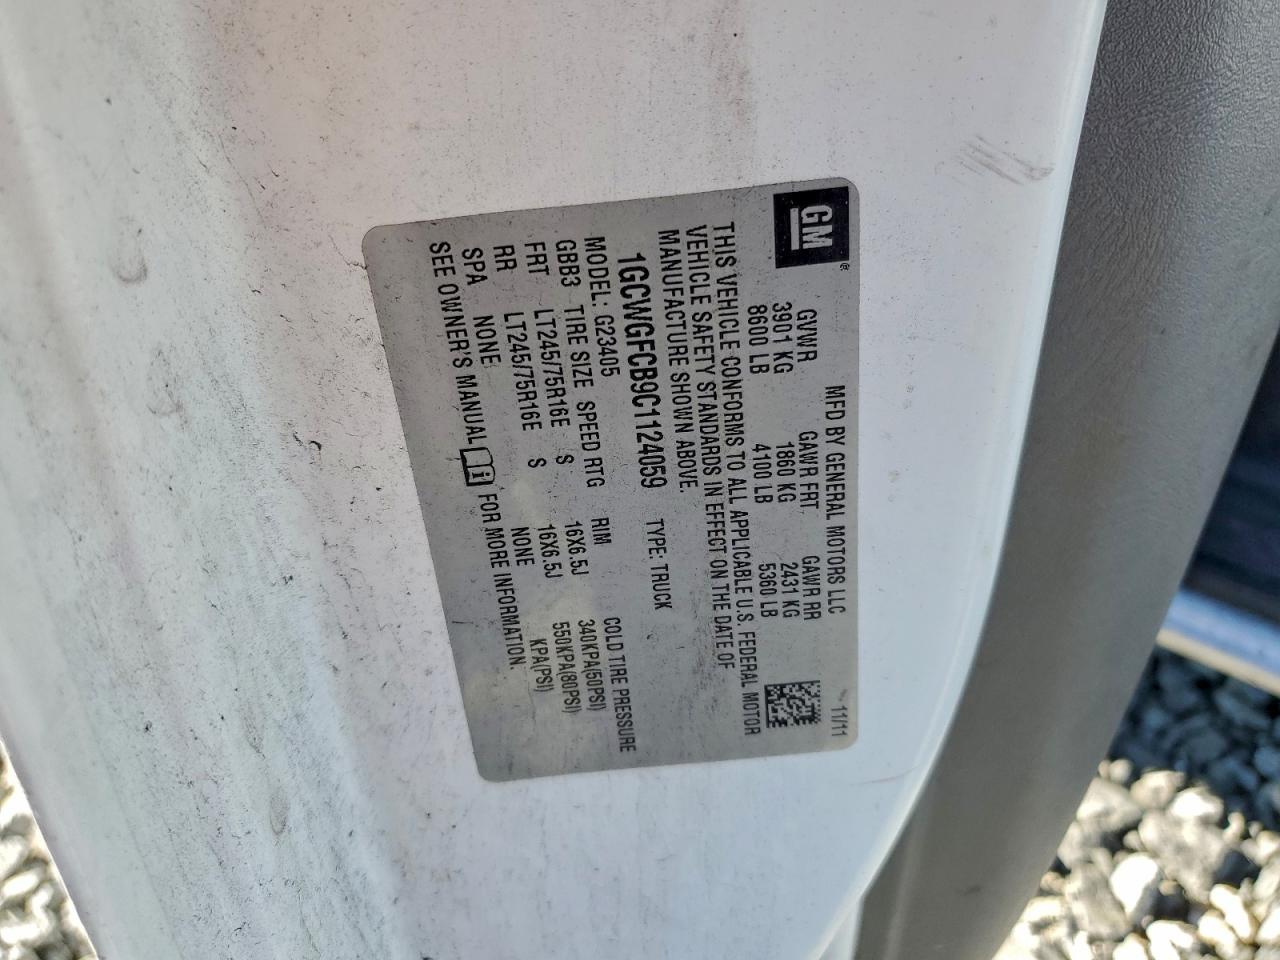 GM
MFD BY GENERAL MOTORS LLC 11/11
GVWR GAWR FRT GAWR RR
3901 KG 1860 KG 2431 KG
8600 LB 4100 LB 5360 LB
THIS VEHICLE CONFORMS TO ALL APPLICABLE U.S. FEDERAL MOTOR
VEHICLE SAFETY STANDARDS IN EFFECT ON THE DATE OF
MANUFACTURE SHOWN ABOVE.
1GCWGFCB9C1124059 TYPE: TRUCK
MODEL: G23405
GBB3 TIRE SIZE SPEED RTG RIM COLD TIRE PRESSURE
FRT LT245/75R16E S 16X6.5J 340KPA(50PSI)
RR LT245/75R16E S 16X6.5J 550KPA(80PSI)
SPA NONE NONE KPA(PSI)
SEE OWNER'S MANUAL i FOR MORE INFORMATION.